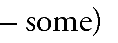 – some)